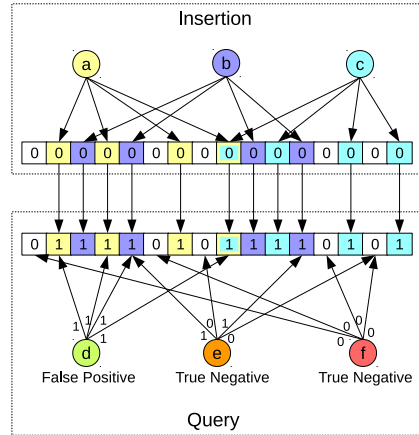 Insertion
a b c
0 0 0 0 0 0 0 0 0 0 0 0 0 0 0 0
0 1 1 1 1 0 1 0 1 1 1 1 0 1 0 1
1 1 1 0 1 0 0
1 1 0 0 0
d e f
False Positive True Negative True Negative
Query